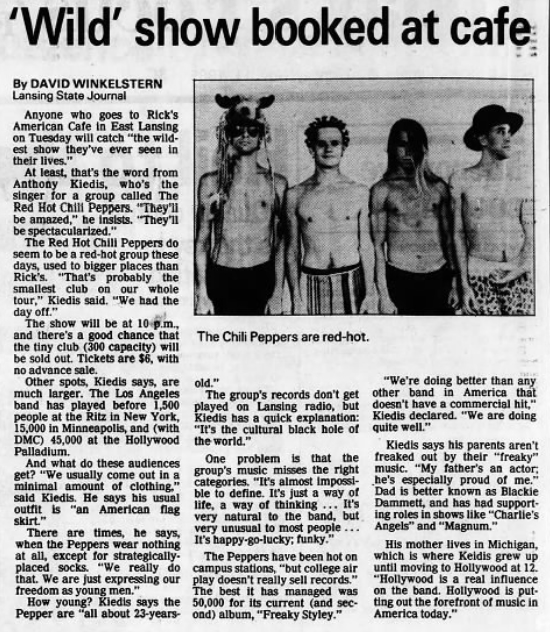 'Wild' show booked at cafe
By DAVID WINKELSTERN
Lansing State Journal
Anyone who goes to Rick's
American Cafe in East Lansing
on Tuesday will catch "the wild-
est show they've ever seen in
their lives."
At least, that's the word from
Anthony Kiedis, who's the
singer for a group called The
Red Hot Chili Peppers. "They'll
be amazed," he insists. "They'll
be spectacularized."
The Red Hot Chili Peppers do
seem to be a red-hot group these
days, used to bigger places than
Rick's. "That's probably the
smallest club on our whole
tour," Kiedis said. "We had the
day off."
The show will be at 10 p.m.,
and there's a good chance that
the tiny club (300 capacity) will
be sold out. Tickets are $6, with
no advance sale.
Other spots, Kiedis says, are
much larger. The Los Angeles
band has played before 1,500
people at the Ritz in New York,
15,000 in Minneapolis, and (with
DMC) 45,000 at the Hollywood
Palladium.
And what do these audiences
get? "We usually come out in a
minimal amount of clothing,"
said Kiedis. He says his usual
outfit is "an American flag
skirt."
There are times, he says,
when the Peppers wear nothing
at all, except for strategically-
placed socks. "We really do
that. We are just expressing our
freedom as young men."
How young? Kiedis says the
Pepper are "all about 23-years-
The Chili Peppers are red-hot.
old."
The group's records don't get
played on Lansing radio, but
Kiedis has a quick explanation:
"It's the cultural black hole of
the world."
One problem is that the
group's music misses the right
categories. "It's almost impossi-
ble to define. It's just a way of
life, a way of thinking ... It's
very natural to the band, but
very unusual to most people ...
It's happy-go-lucky; funky."
The Peppers have been hot on
campus stations, "but college air
play doesn't really sell records."
The best it has managed was
50,000 for its current (and sec-
ond) album, "Freaky Styley."
"We're doing better than any
other band in America that
doesn't have a commercial hit,"
Kiedis declared. "We are doing
quite well."
Kiedis says his parents aren't
freaked out by their "freaky"
music. "My father's an actor;
he's especially proud of me."
Dad is better known as Blackie
Dammett, and has had support-
ing roles in shows like "Charlie's
Angels" and "Magnum."
His mother lives in Michigan,
which is where Keidis grew up
until moving to Hollywood at 12.
"Hollywood is a real influence
on the band. Hollywood is put-
ting out the forefront of music in
America today."